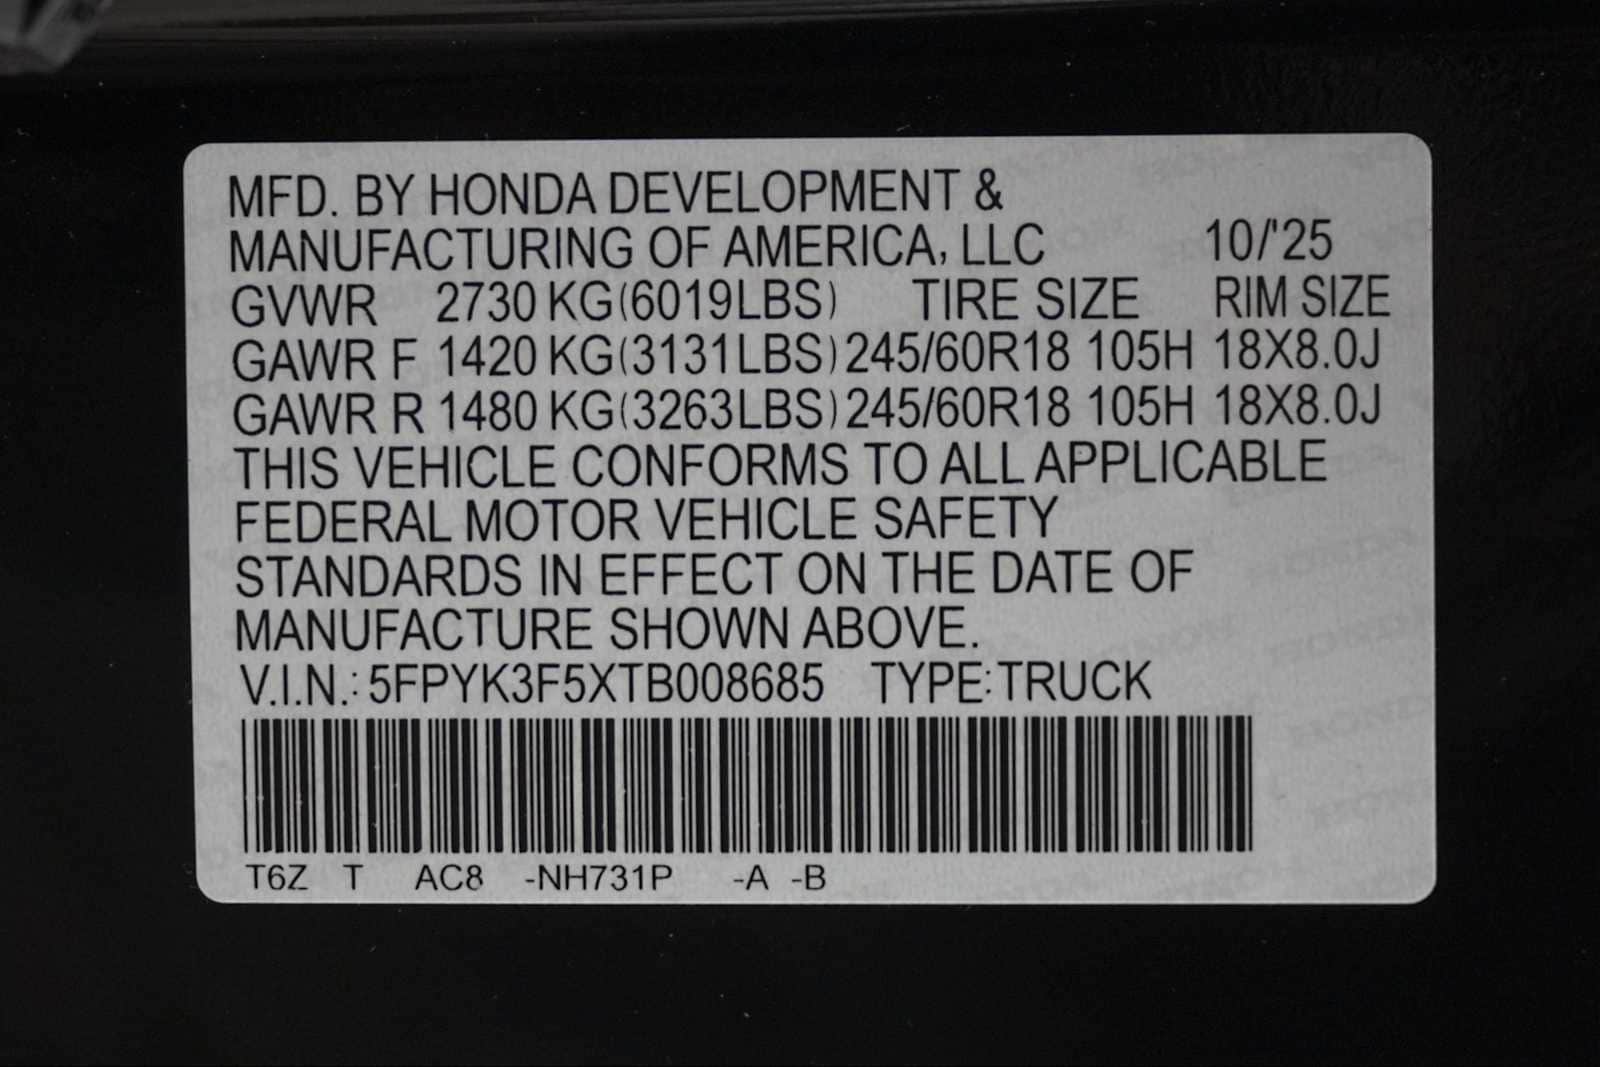 MFD. BY HONDA DEVELOPMENT &
MANUFACTURING OF AMERICA, LLC 10/'25
GVWR 2730 KG(6019LBS) TIRE SIZE RIM SIZE
GAWR F 1420 KG(3131LBS) 245/60R18 105H 18X8.0J
GAWR R 1480 KG(3263LBS) 245/60R18 105H 18X8.0J
THIS VEHICLE CONFORMS TO ALL APPLICABLE
FEDERAL MOTOR VEHICLE SAFETY
STANDARDS IN EFFECT ON THE DATE OF
MANUFACTURE SHOWN ABOVE.
V.I.N.: 5FPYK3F5XTB008685 TYPE: TRUCK
T6Z T AC8 -NH731P -A -B